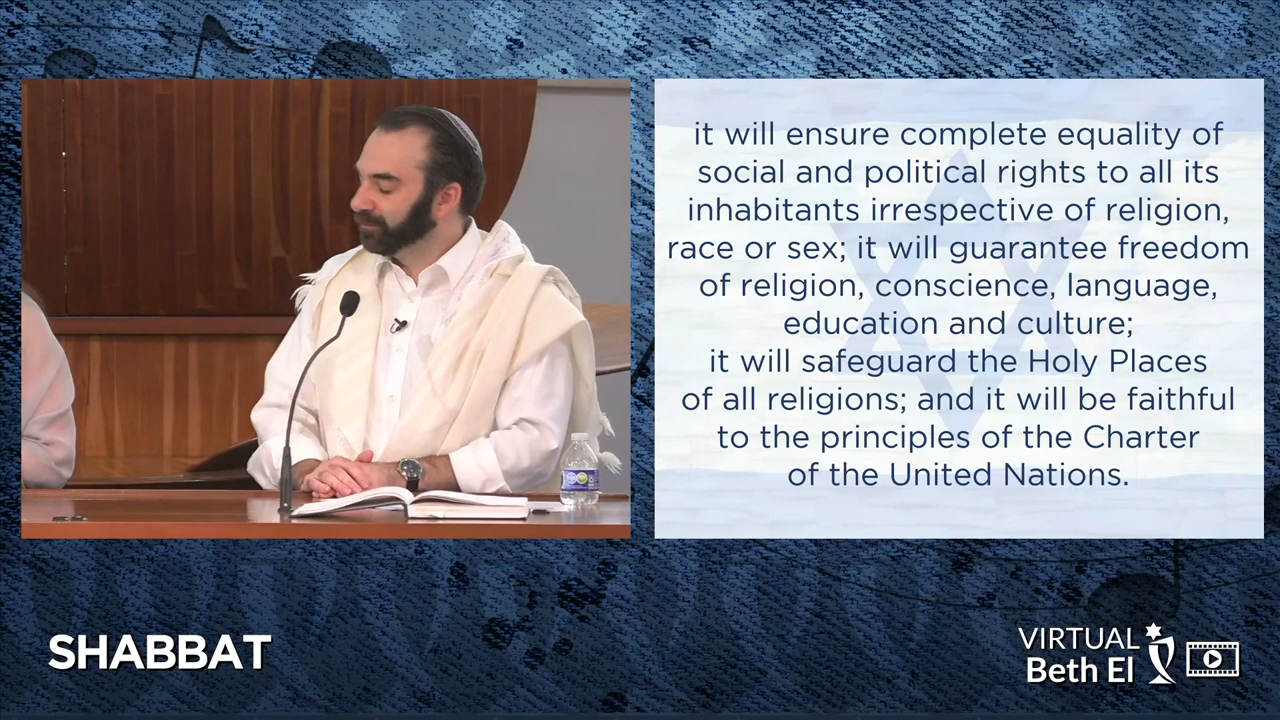 it will ensure complete equality of
social and political rights to all its
inhabitants irrespective of religion,
race or sex; it will guarantee freedom
of religion, conscience, language,
education and culture;
it will safeguard the Holy Places
of all religions; and it will be faithful
to the principles of the Charter
of the United Nations.
SHABBAT
VIRTUAL
Beth El